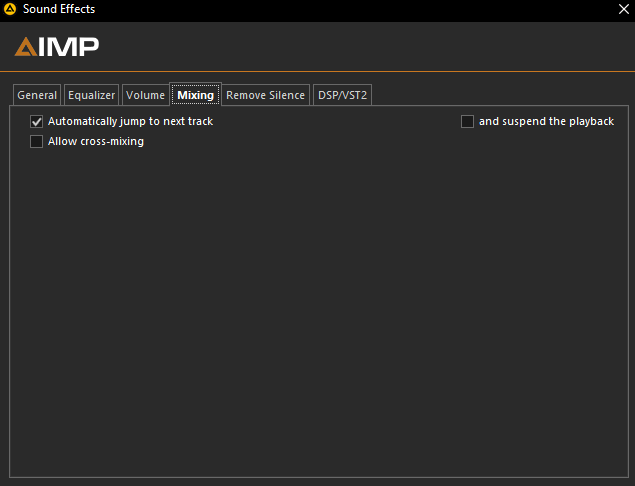 Sound Effects
AIMP
General Equalizer Volume Mixing Remove Silence DSP/VST2
Automatically jump to next track and suspend the playback
Allow cross-mixing